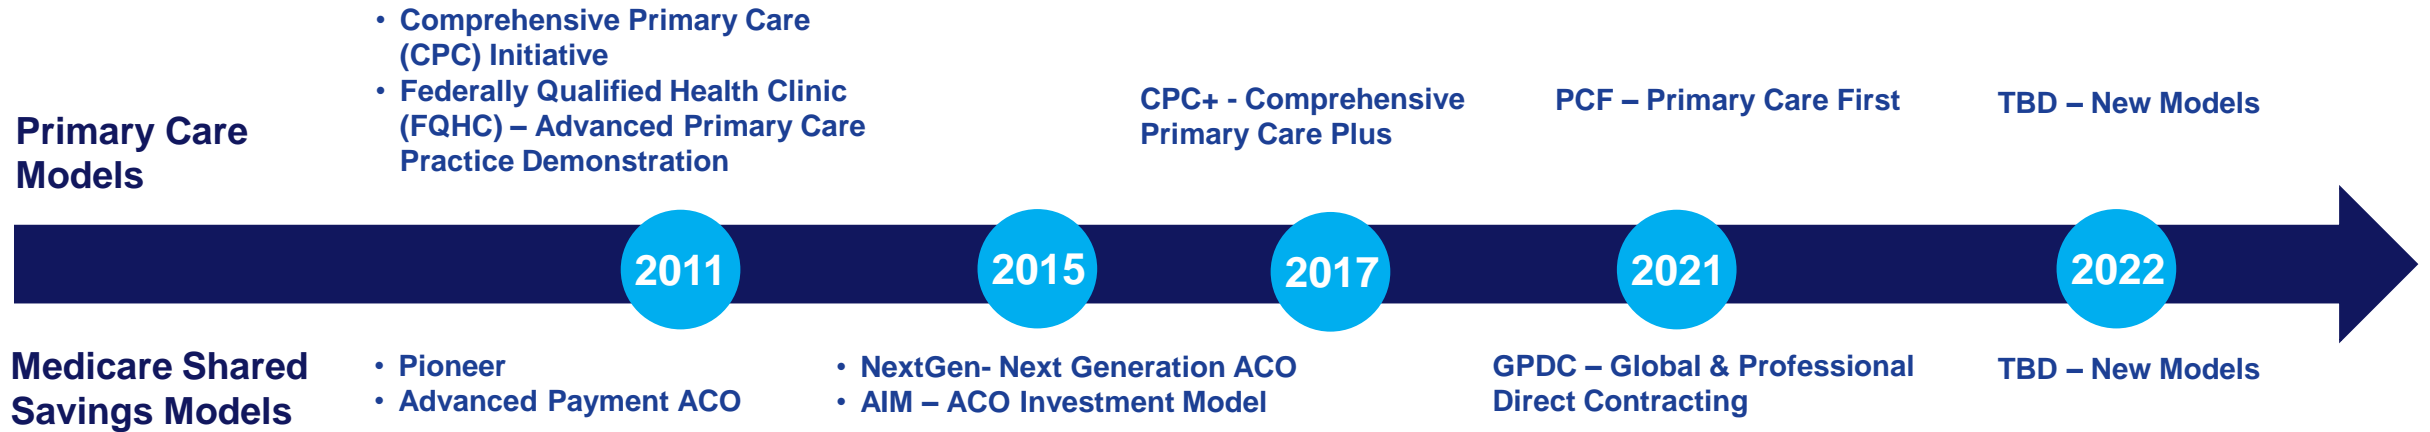 Primary Care
Models
• Comprehensive Primary Care
(CPC) Initiative
• Federally Qualified Health Clinic
(FQHC) – Advanced Primary Care
Practice Demonstration
CPC+ - Comprehensive
Primary Care Plus
PCF – Primary Care First
TBD – New Models
2011
2015
2017
2021
2022
Medicare Shared
Savings Models
• Pioneer
• Advanced Payment ACO
• NextGen- Next Generation ACO
• AIM – ACO Investment Model
GPDC – Global & Professional
Direct Contracting
TBD – New Models